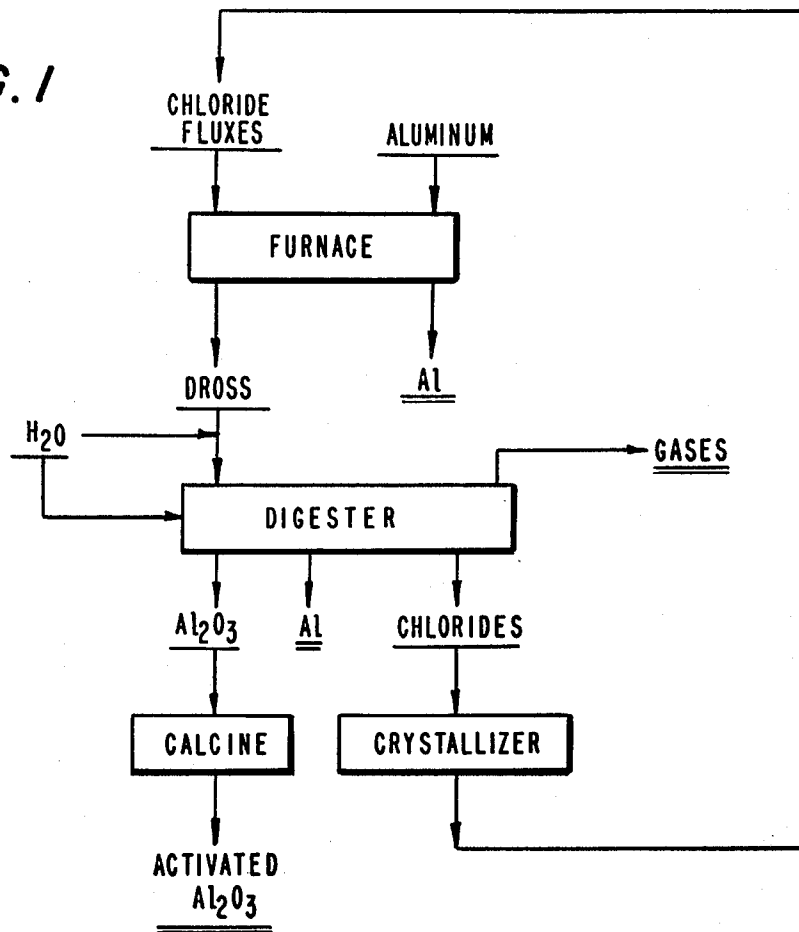 G. 1
CHLORIDE
FLUXES
ALUMINUM
FURNACE
DROSS
Al
H2O
GASES
DIGESTER
Al2O3
Al
CHLORIDES
CALCINE
CRYSTALLIZER
ACTIVATED
Al2O3